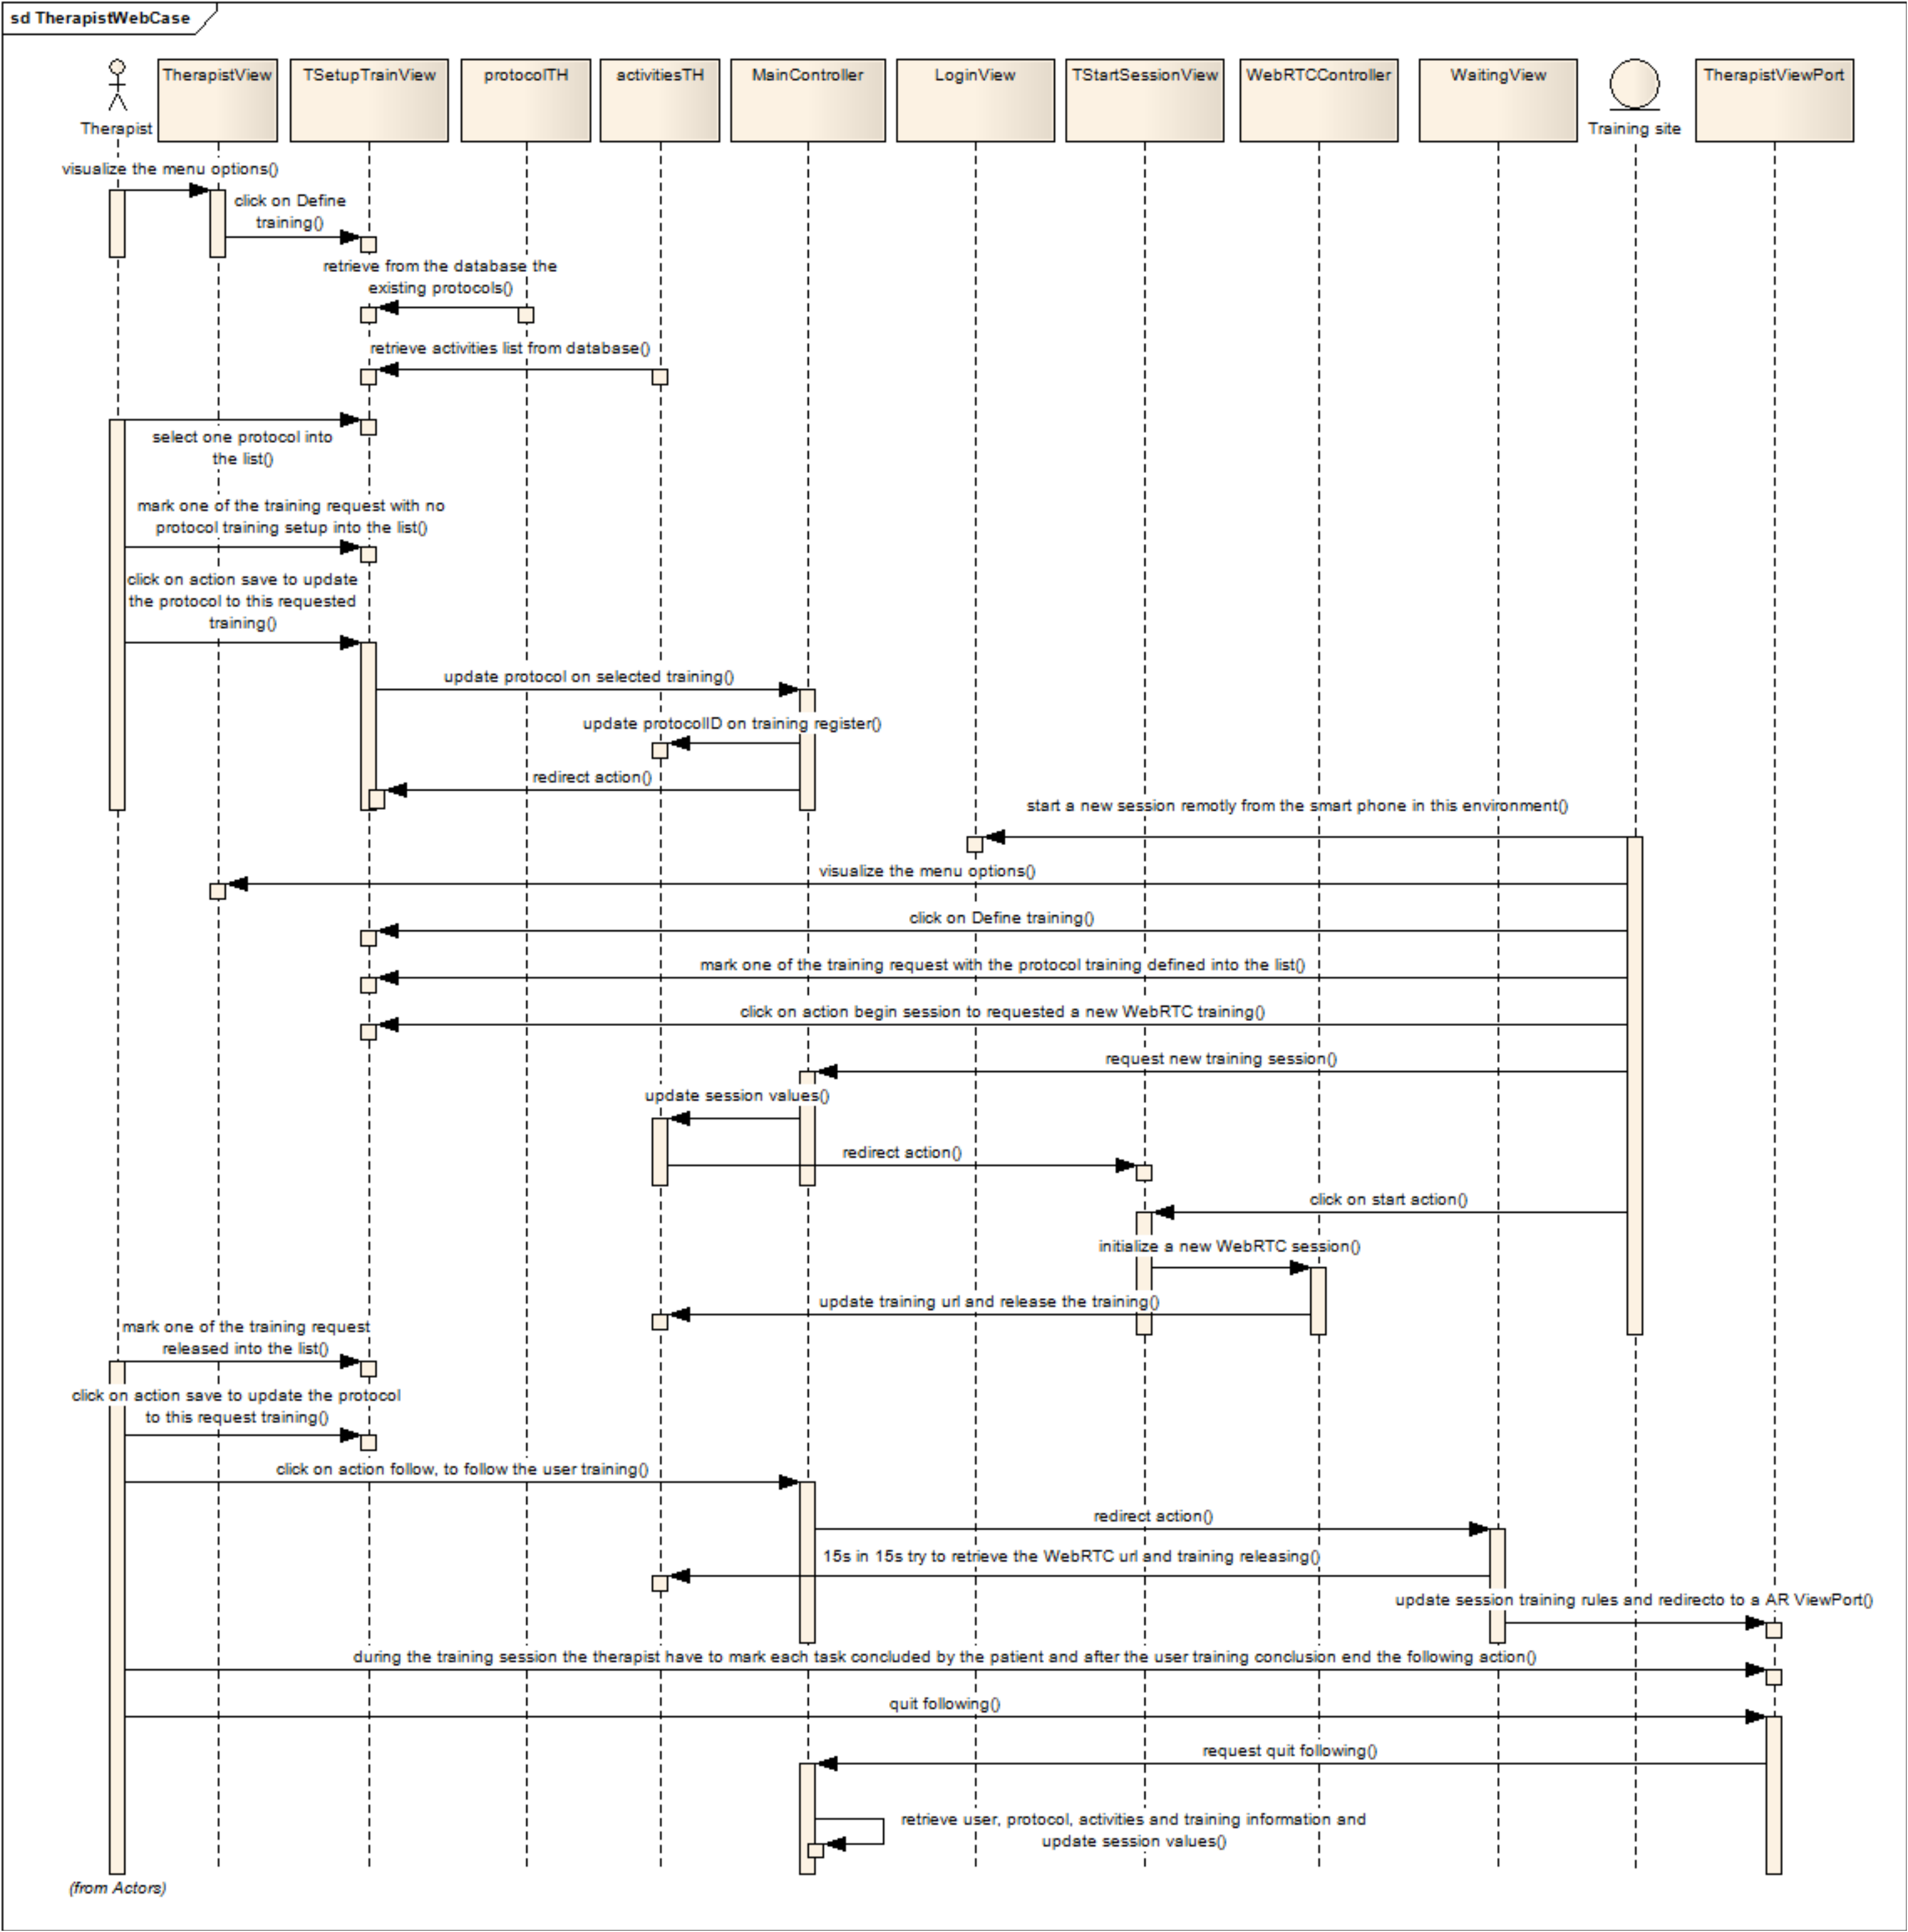 sd TherapistWebCase
Therapist
TherapistView
TSetupTrainView
protocolTH
activitiesTH
MainController
LoginView
TStartSessionView
WebRTCController
WaitingView
Training site
TherapistViewPort
visualize the menu options()
click on Define
training()
retrieve from the database the
existing protocols()
retrieve activities list from database()
select one protocol into
the list()
mark one of the training request with no
protocol training setup into the list()
click on action save to update
the protocol to this requested
training()
update protocol on selected training()
update protocolID on training register()
redirect action()
start a new session remotly from the smart phone in this environment()
visualize the menu options()
click on Define training()
mark one of the training request with the protocol training defined into the list()
click on action begin session to requested a new WebRTC training()
request new training session()
update session values()
redirect action()
click on start action()
initialize a new WebRTC session()
update training url and release the training()
mark one of the training request
released into the list()
click on action save to update the protocol
to this request training()
click on action follow, to follow the user training()
redirect action()
15s in 15s try to retrieve the WebRTC url and training releasing()
update session training rules and redirecto to a AR ViewPort()
during the training session the therapist have to mark each task concluded by the patient and after the user training conclusion end the following action()
quit following()
request quit following()
retrieve user, protocol, activities and training information and
update session values()
(from Actors)